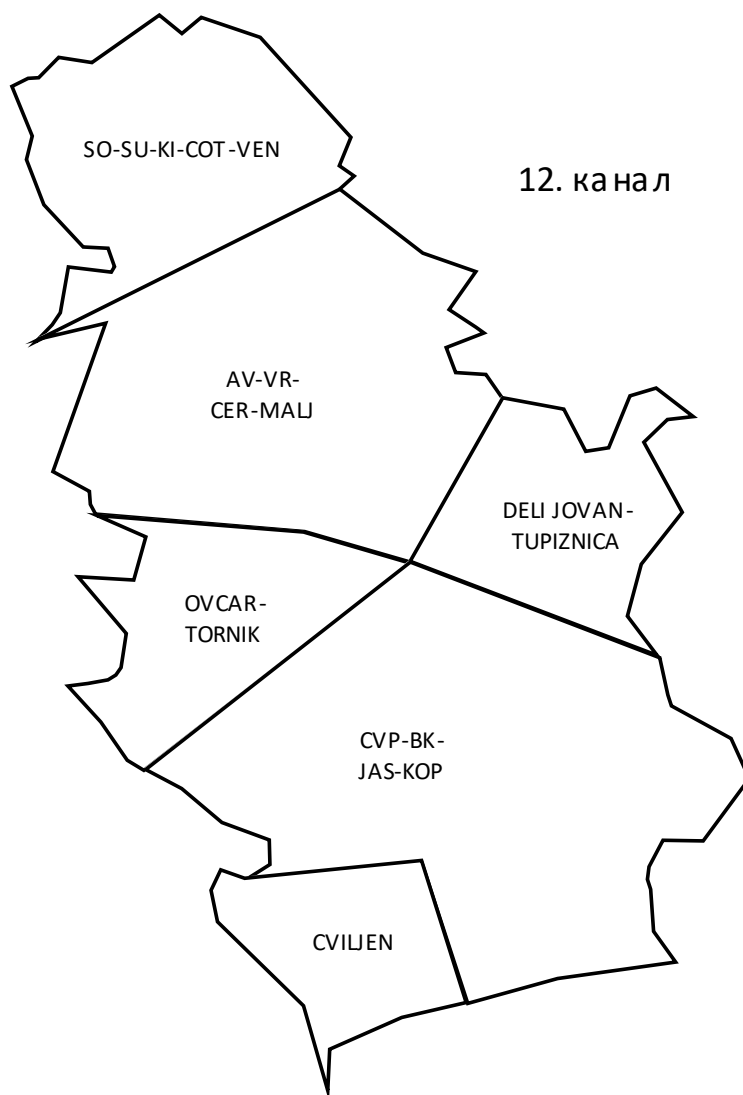 SO-SU-KI-COT-VEN
12. канал
AV-VR-
CER-MALJ
DELI JOVAN-
TUPIZNICA
OVCAR-
TORNIK
CVP-BK-
JAS-KOP
CVILJEN